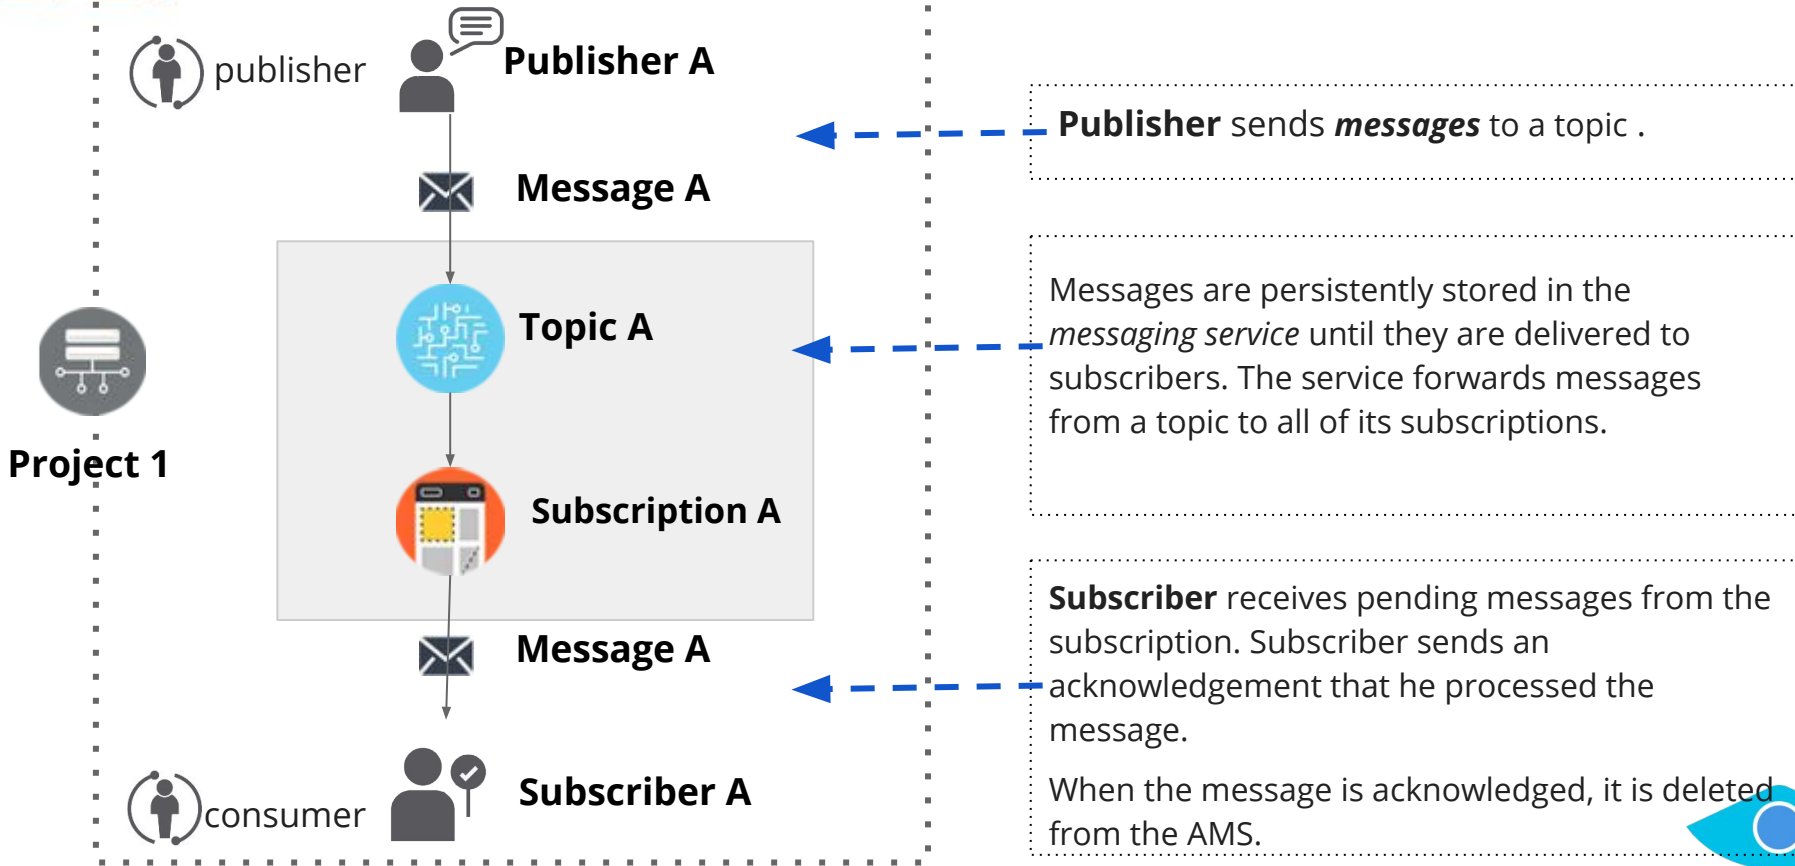 publisher
Publisher A
Message A
Topic A
Project 1
Subscription A
Message A
consumer
Subscriber A
Publisher sends messages to a topic .
Messages are persistently stored in the
messaging service until they are delivered to
subscribers. The service forwards messages
from a topic to all of its subscriptions.
Subscriber receives pending messages from the
subscription. Subscriber sends an
acknowledgement that he processed the
message.
When the message is acknowledged, it is deleted
from the AMS.